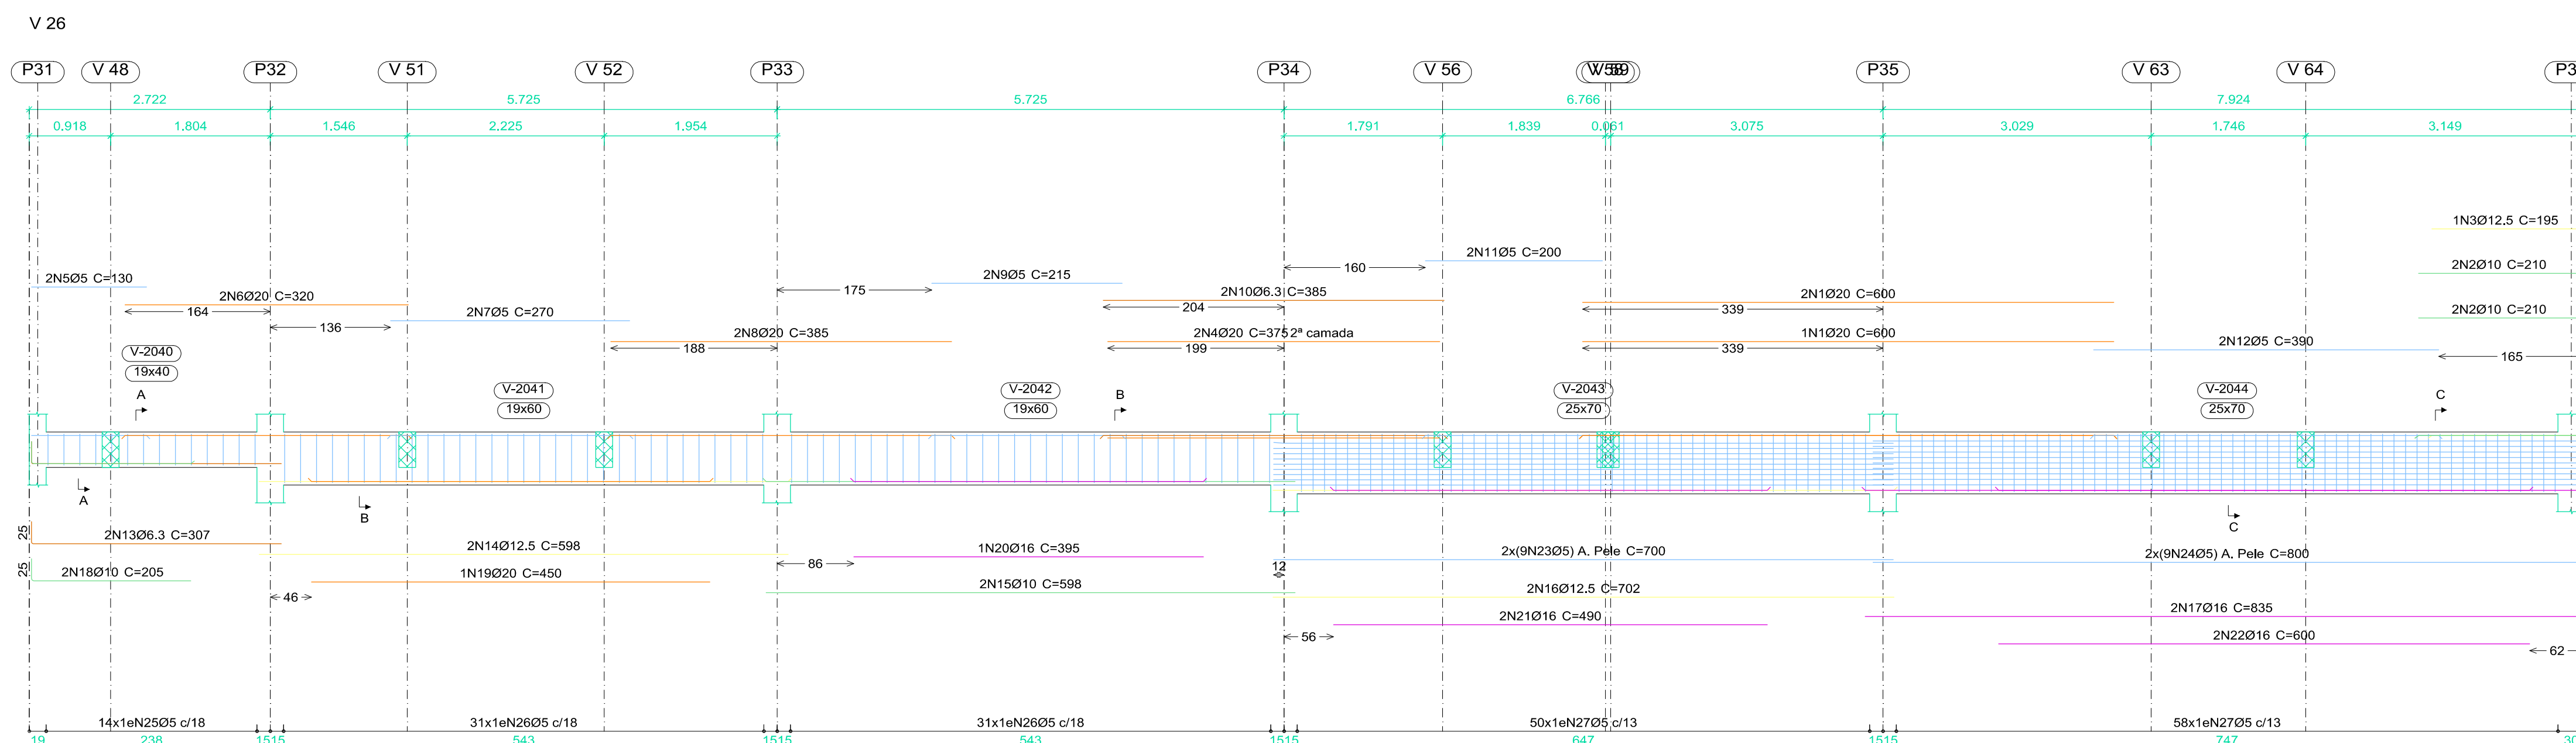 V 26
P31 V 48 P32 V 51 V 52 P33 P34 V 56 V 59 P35 V 63 V 64
2.722 5.725 5.725 6.766 7.924
0.918 1.804 1.546 2.225 1.954 1.791 1.839 0.061 3.075 3.029 1.746 3.149
1N3Ø12.5 C=195
2N11Ø5 C=200
160
2N2Ø10 C=210
2N5Ø5 C=130
2N9Ø5 C=215
175
2N6Ø20 C=320
2N10Ø6.3 C=385
2N1Ø20 C=600
164
204
339
2N7Ø5 C=270
2N2Ø10 C=210
136
2N8Ø20 C=385
2N4Ø20 C=375 2ª camada
1N1Ø20 C=600
2N12Ø5 C=390
188
199
339
165
V-2040
19x40
V-2041
19x60
V-2042
19x60
V-2043
25x70
V-2044
25x70
A
B
C
A
B
C
25
2N13Ø6.3 C=307
2N14Ø12.5 C=598
1N20Ø16 C=395
2x(9N23Ø5) A. Pele C=700
2x(9N24Ø5) A. Pele C=800
86
12
25
2N18Ø10 C=205
1N19Ø20 C=450
2N15Ø10 C=598
2N16Ø12.5 C=702
46
2N17Ø16 C=835
2N21Ø16 C=490
56
2N22Ø16 C=600
62
14x1eN25Ø5 c/18 31x1eN26Ø5 c/18 31x1eN26Ø5 c/18 50x1eN27Ø5 c/13 58x1eN27Ø5 c/13
19 238 1515 543 1515 543 1515 647 1515 747